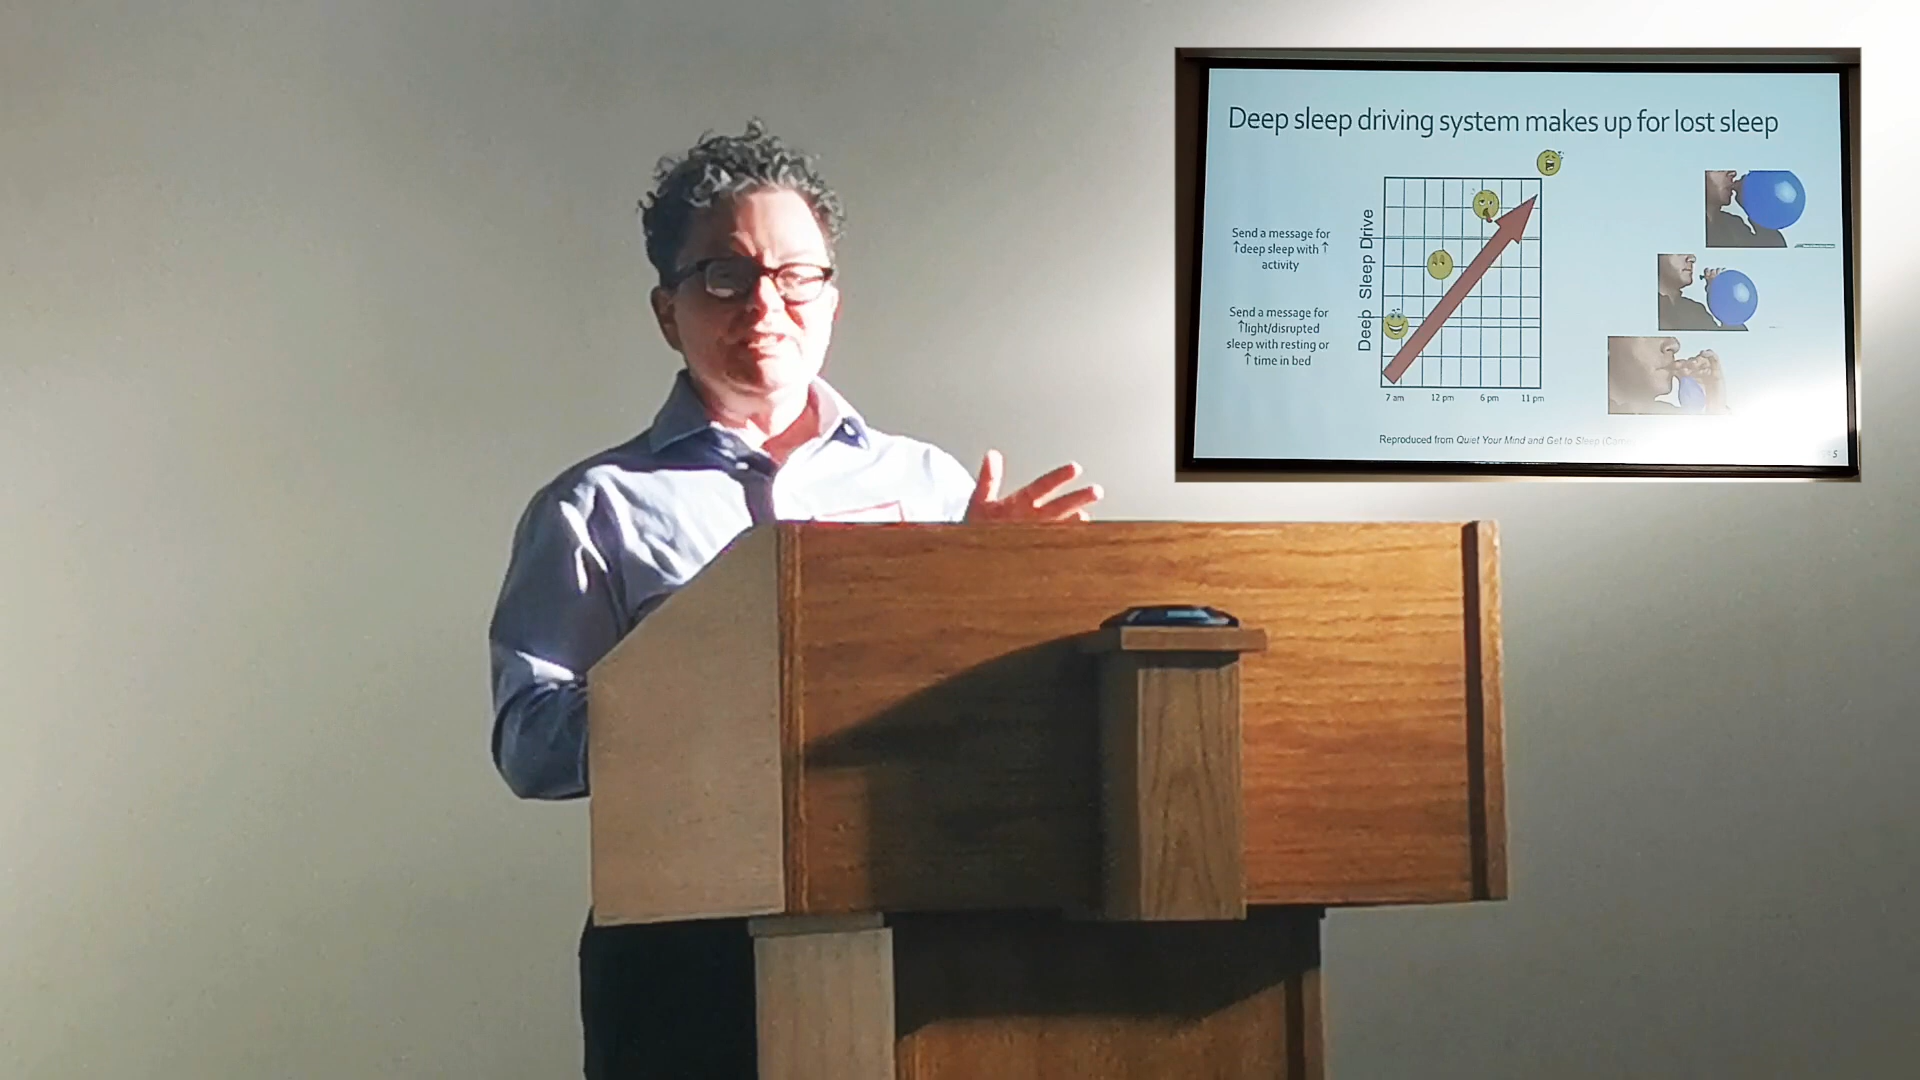 Deep sleep driving system makes up for lost sleep
Send a message for
↑deep sleep with ↑
activity
Send a message for
↑light/disrupted
sleep with resting or
↑ time in bed
Deep Sleep Drive
7 am 12 pm 6 pm 11 pm
Reproduced from Quiet Your Mind and Get to Sleep
5